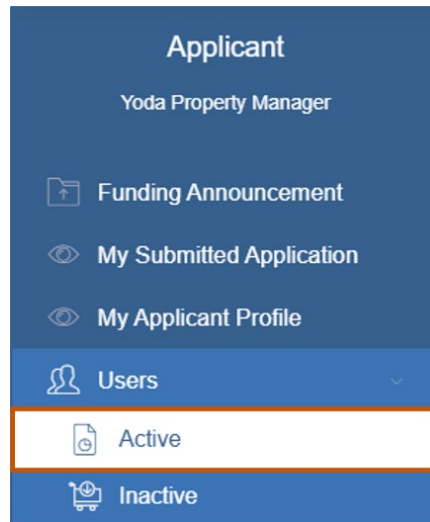 Applicant
Yoda Property Manager
Funding Announcement
My Submitted Application
My Applicant Profile
Users
Active
Inactive